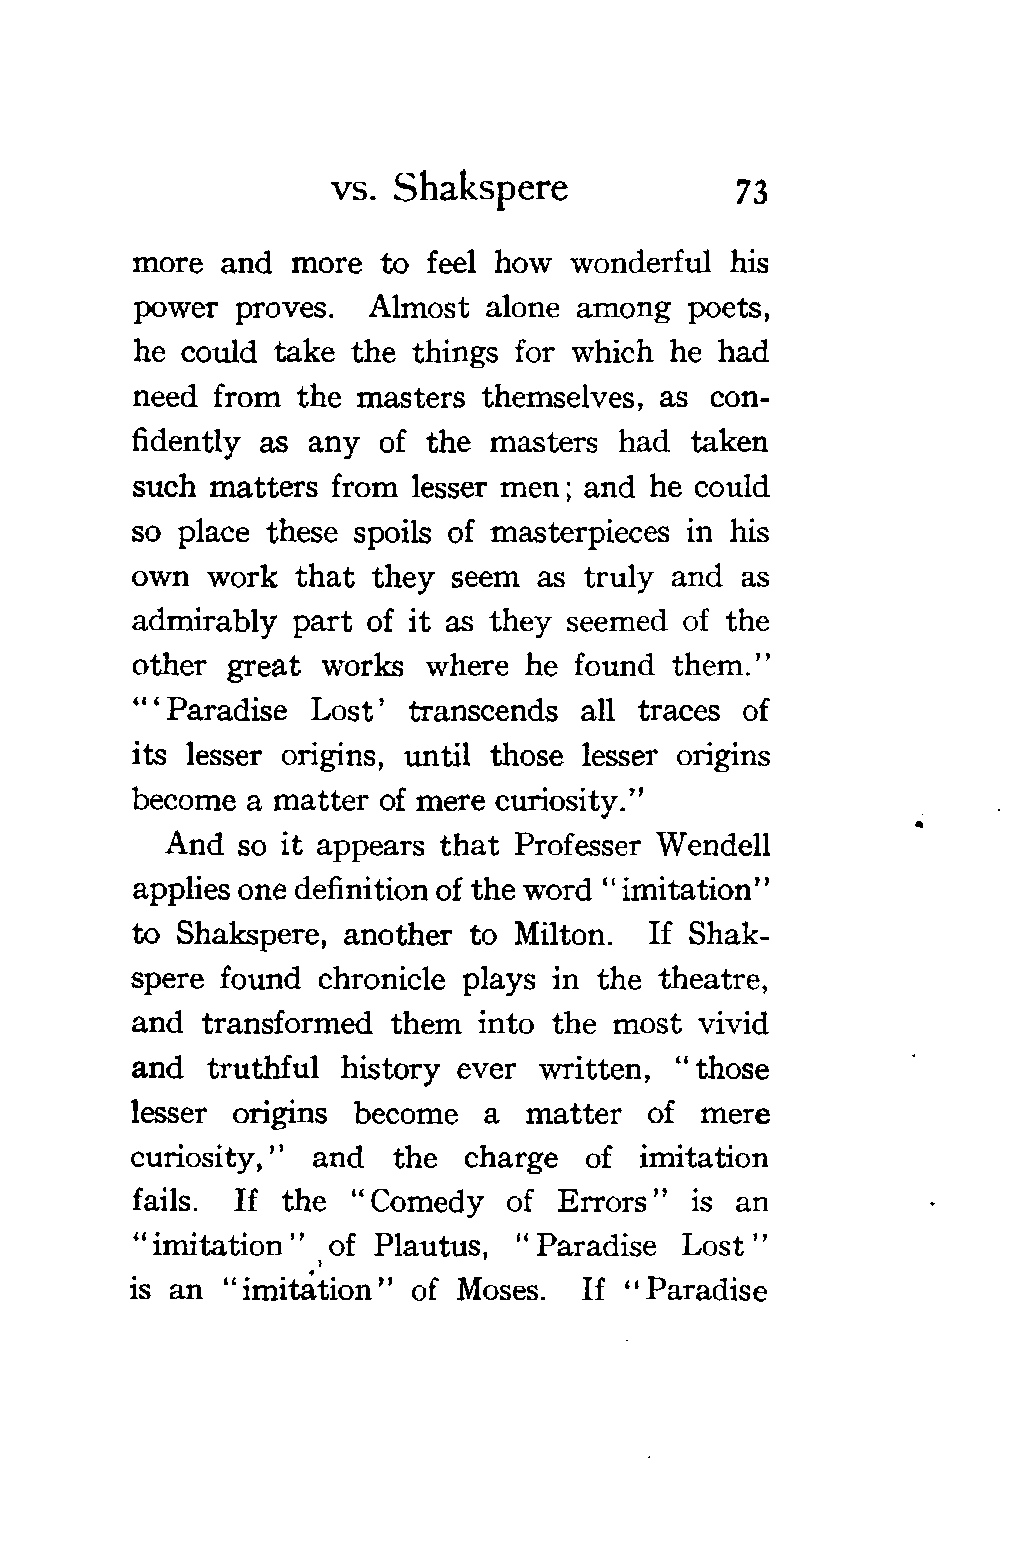 vs. Shakspere 73
more and more to feel how wonderful his
power proves. Almost alone among poets,
he could take the things for which he had
need from the masters themselves, as con-
fidently as any of the masters had taken
such matters from lesser men; and he could
so place these spoils of masterpieces in his
own work that they seem as truly and as
admirably part of it as they seemed of the
other great works where he found them."
"'Paradise Lost' transcends all traces of
its lesser origins, until those lesser origins
become a matter of mere curiosity."
And so it appears that Professer Wendell
applies one definition of the word "imitation"
to Shakspere, another to Milton. If Shak-
spere found chronicle plays in the theatre,
and transformed them into the most vivid
and truthful history ever written, "those
lesser origins become a matter of mere
curiosity," and the charge of imitation
fails. If the "Comedy of Errors" is an
"imitation" of Plautus, "Paradise Lost"
is an "imitation" of Moses. If "Paradise